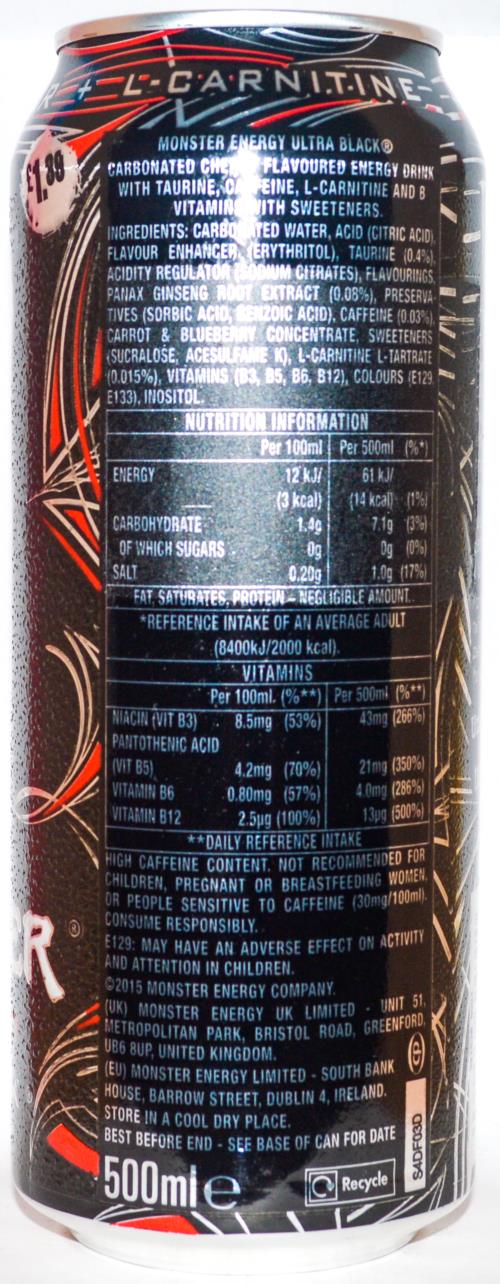 R + L-CARNITINE
£1.39
MONSTER ENERGY ULTRA BLACK®
CARBONATED FLAVOURED ENERGY DRINK
WITH TAURINE, CAFFEINE, L-CARNITINE AND B
VITAMINS WITH SWEETENERS.
INGREDIENTS: CARBONATED WATER, ACID (CITRIC ACID),
FLAVOUR ENHANCER (ERYTHRITOL), TAURINE (0.4%),
ACIDITY REGULATOR (SODIUM CITRATES), FLAVOURINGS,
PANAX GINSENG ROOT EXTRACT (0.08%), PRESERVA-
TIVES (SORBIC ACID, BENZOIC ACID), CAFFEINE (0.03%),
CARROT & BLUEBERRY CONCENTRATE, SWEETENERS
(SUCRALOSE, ACESULFAME K), L-CARNITINE L-TARTRATE
(0.015%), VITAMINS (B3, B5, B6, B12), COLOURS (E129,
E133), INOSITOL.
NUTRITION INFORMATION
Per 100ml Per 500ml (%*)
ENERGY 12 kJ/ 61 kJ/
(3 kcal) (14 kcal) (1%)
CARBOHYDRATE 1.4g 7.1g (3%)
OF WHICH SUGARS 0g 0g (0%)
SALT 0.20g 1.0g (17%)
FAT, SATURATES, PROTEIN – NEGLIGIBLE AMOUNT.
*REFERENCE INTAKE OF AN AVERAGE ADULT
(8400kJ/2000 kcal).
VITAMINS
Per 100ml. (%**) Per 500ml (%**)
NIACIN (VIT B3) 8.5mg (53%) 43mg (266%)
PANTOTHENIC ACID
(VIT B5) 4.2mg (70%) 21mg (350%)
VITAMIN B6 0.80mg (57%) 4.0mg (286%)
VITAMIN B12 2.5µg (100%) 13µg (500%)
**DAILY REFERENCE INTAKE
HIGH CAFFEINE CONTENT. NOT RECOMMENDED FOR
CHILDREN, PREGNANT OR BREASTFEEDING WOMEN,
OR PEOPLE SENSITIVE TO CAFFEINE (30mg/100ml).
CONSUME RESPONSIBLY.
E129: MAY HAVE AN ADVERSE EFFECT ON ACTIVITY
AND ATTENTION IN CHILDREN.
©2015 MONSTER ENERGY COMPANY.
(UK) MONSTER ENERGY UK LIMITED - UNIT 51,
METROPOLITAN PARK, BRISTOL ROAD, GREENFORD,
UB6 8UP, UNITED KINGDOM.
(EU) MONSTER ENERGY LIMITED - SOUTH BANK
HOUSE, BARROW STREET, DUBLIN 4, IRELAND.
STORE IN A COOL DRY PLACE.
BEST BEFORE END - SEE BASE OF CAN FOR DATE
500ml e
Recycle
S4DF03D
ER ®